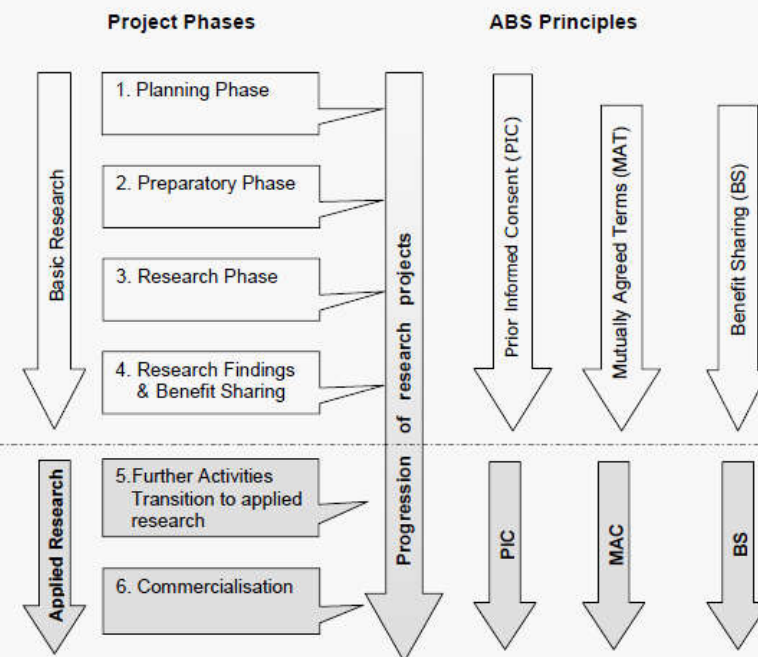 Project Phases
ABS Principles
Basic Research
1. Planning Phase
2. Preparatory Phase
3. Research Phase
4. Research Findings
& Benefit Sharing
Applied Research
5.Further Activities
Transition to applied
research
6. Commercialisation
Progression of research projects
Prior Informed Consent (PIC)
Mutually Agreed Terms (MAT)
Benefit Sharing (BS)
PIC
MAC
BS